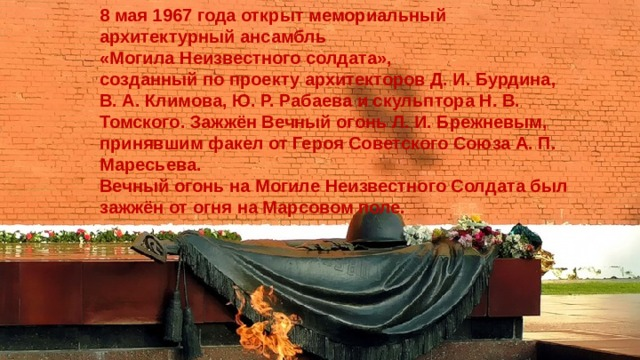 8 мая 1967 года открыт мемориальный
архитектурный ансамбль
«Могила Неизвестного солдата»,
созданный по проекту архитекторов Д. И. Бурдина,
В. А. Климова, Ю. Р. Рабаева и скульптора Н. В.
Томского. Зажжён Вечный огонь Л. И. Брежневым,
принявшим факел от Героя Советского Союза А. П.
Маресьева.
Вечный огонь на Могиле Неизвестного Солдата был
зажжён от огня на Марсовом поле.